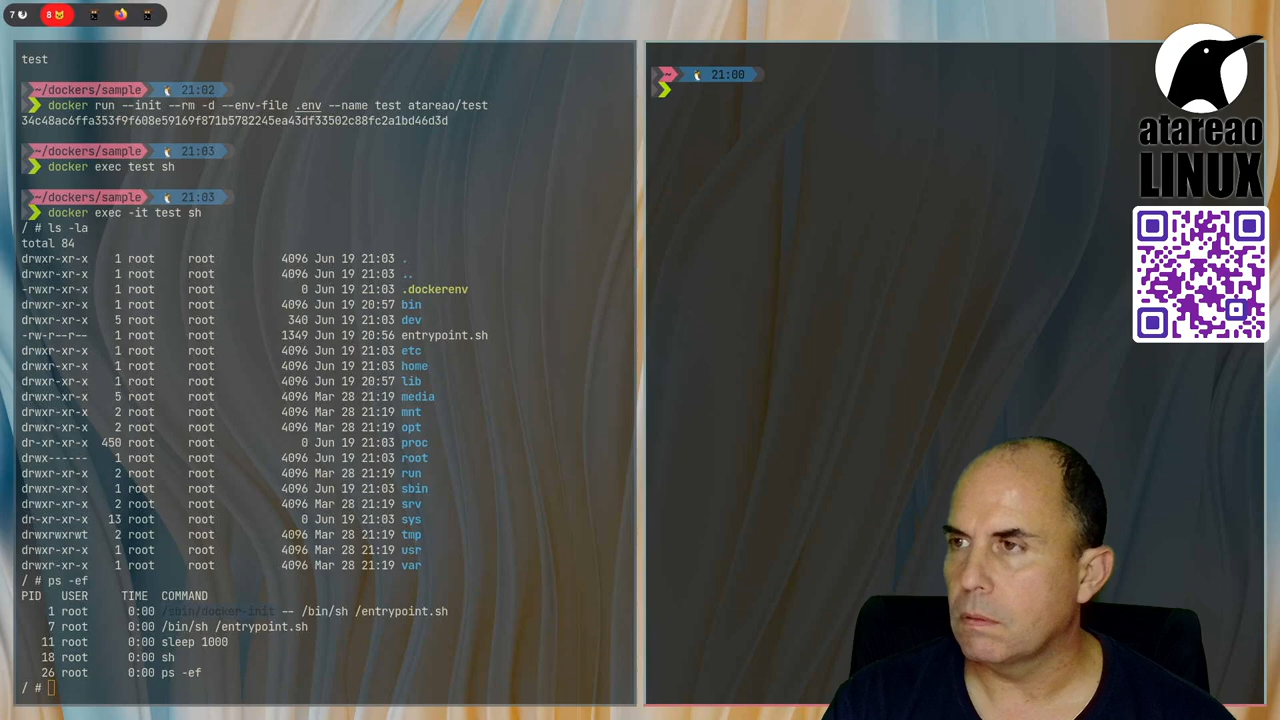 7 8
test
~/dockers/sample 21:02
docker run --init --rm -d --env-file .env --name test atareao/test
34c48ac6ffa353f9f608e59169f871b5782245ea43df33502c88fc2a1bd46d3d
~/dockers/sample 21:03
docker exec test sh
~/dockers/sample 21:03
docker exec -it test sh
/ # ls -la
total 84
drwxr-xr-x 1 root root 4096 Jun 19 21:03 .
drwxr-xr-x 1 root root 4096 Jun 19 21:03 ..
-rwxr-xr-x 1 root root 0 Jun 19 21:03 .dockerenv
drwxr-xr-x 1 root root 4096 Jun 19 20:57 bin
drwxr-xr-x 5 root root 340 Jun 19 21:03 dev
-rw-r--r-- 1 root root 1349 Jun 19 20:56 entrypoint.sh
drwxr-xr-x 1 root root 4096 Jun 19 21:03 etc
drwxr-xr-x 1 root root 4096 Jun 19 21:03 home
drwxr-xr-x 1 root root 4096 Jun 19 20:57 lib
drwxr-xr-x 5 root root 4096 Mar 28 21:19 media
drwxr-xr-x 2 root root 4096 Mar 28 21:19 mnt
drwxr-xr-x 2 root root 4096 Mar 28 21:19 opt
dr-xr-xr-x 450 root root 0 Jun 19 21:03 proc
drwx------ 1 root root 4096 Jun 19 21:03 root
drwxr-xr-x 2 root root 4096 Mar 28 21:19 run
drwxr-xr-x 1 root root 4096 Jun 19 21:03 sbin
drwxr-xr-x 2 root root 4096 Mar 28 21:19 srv
dr-xr-xr-x 13 root root 0 Jun 19 21:03 sys
drwxrwxrwt 2 root root 4096 Mar 28 21:19 tmp
drwxr-xr-x 1 root root 4096 Mar 28 21:19 usr
drwxr-xr-x 1 root root 4096 Mar 28 21:19 var
/ # ps -ef
PID USER TIME COMMAND
1 root 0:00 /sbin/docker-init -- /bin/sh /entrypoint.sh
7 root 0:00 /bin/sh /entrypoint.sh
11 root 0:00 sleep 1000
18 root 0:00 sh
26 root 0:00 ps -ef
/ #
~ 21:00
atareao
LINUX